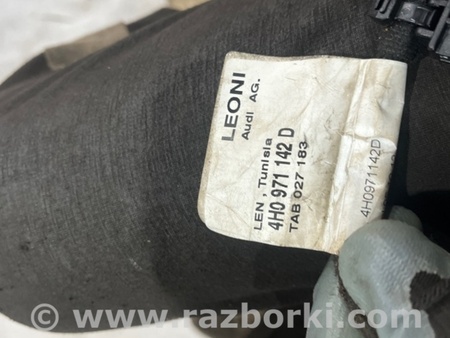 LEONI
Audi AG.
LEN , Tunisia
4H0 971 142 D
TAB 027 183
4H0971142D
© www.razborki.com